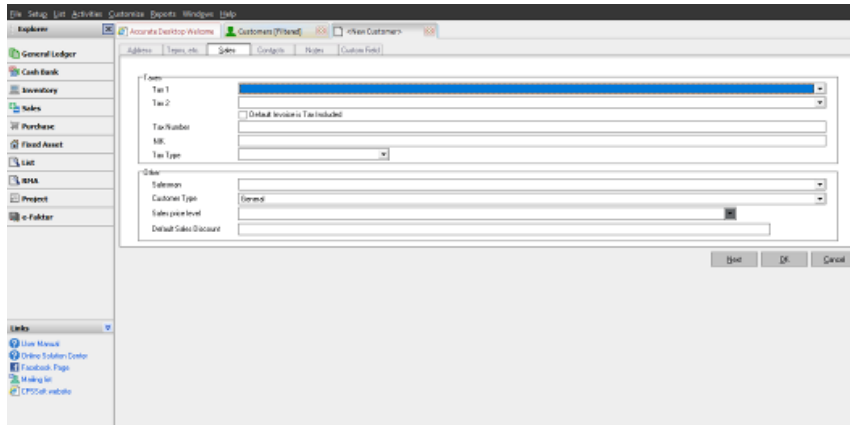 File Setup List Activities Customize Reports Windows Help
Explorer
Accurate Desktop Welcome
Customers [Filtered]
<New Customer>
General Ledger
Cash Bank
Inventory
Sales
Purchase
Fixed Asset
List
RMA
Project
e-Faktur
Address
Terms, etc.
Sales
Contacts
Notes
Custom Field
Taxes
Tax 1
Tax 2
Default Invoice is Tax Included
Tax Number
NIK
Tax Type
Other
Salesman
Customer Type
General
Sales price level
Default Sales Discount
Next
OK
Cancel
Links
User Manual
Online Solution Center
Facebook Page
Mailing list
CPSSoft website